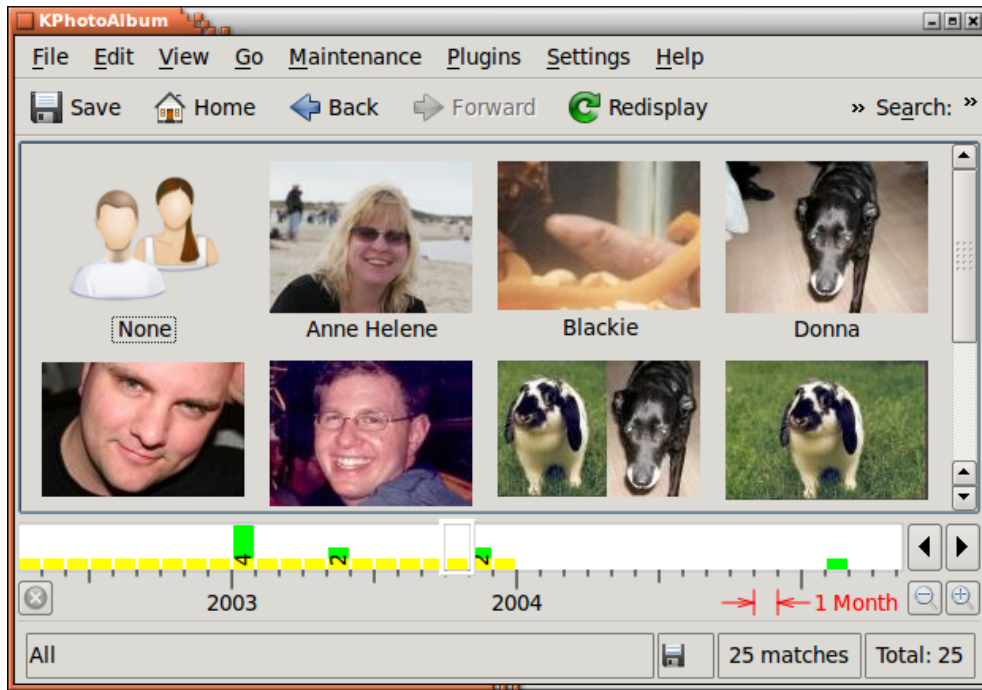 KPhotoAlbum
File Edit View Go Maintenance Plugins Settings Help
Save Home Back Forward Redisplay » Search: »
None Anne Helene Blackie Donna
4 2 2
2003 2004 1 Month
All 25 matches Total: 25